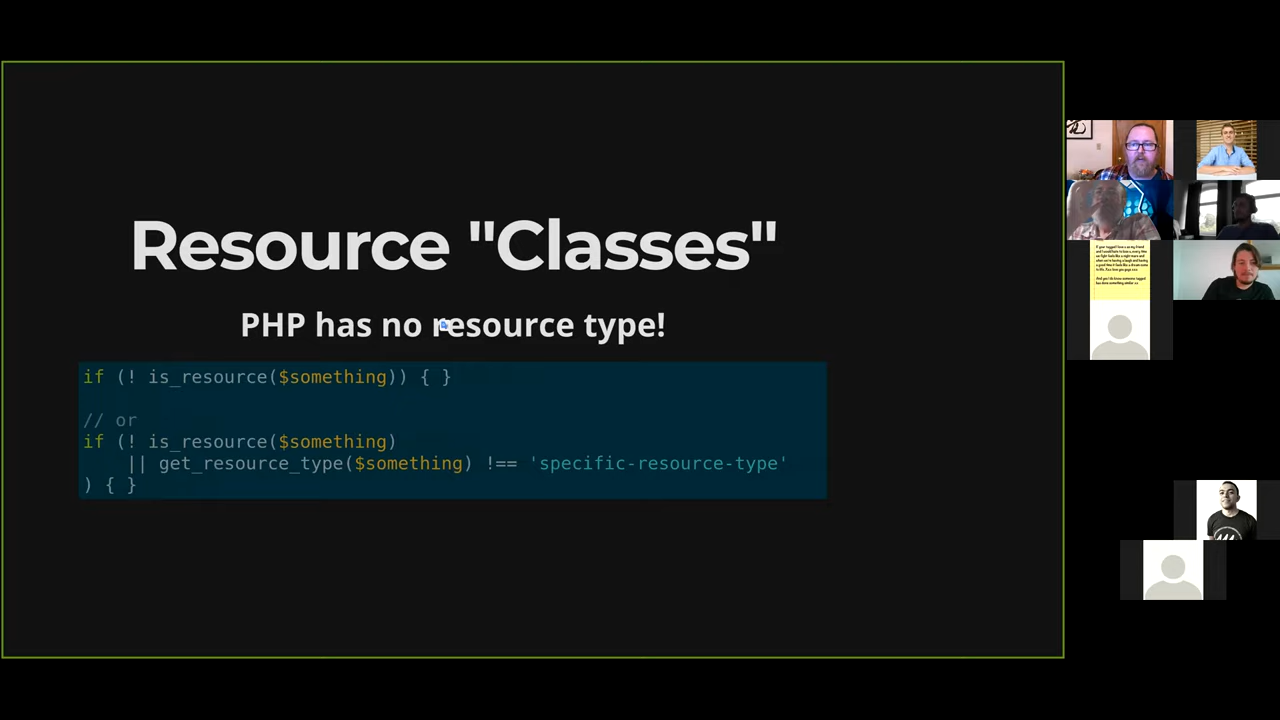 Resource "Classes"
PHP has no resource type!
if (! is_resource($something)) { }
// or
if (! is_resource($something)
|| get_resource_type($something) !== 'specific-resource-type'
) { }